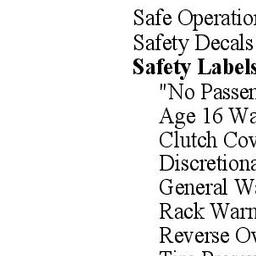 Safe Operation
Safety Decals
Safety Labels
"No Passen
Age 16 Wa
Clutch Cov
Discretiona
General Wa
Rack Warn
Reverse Ov